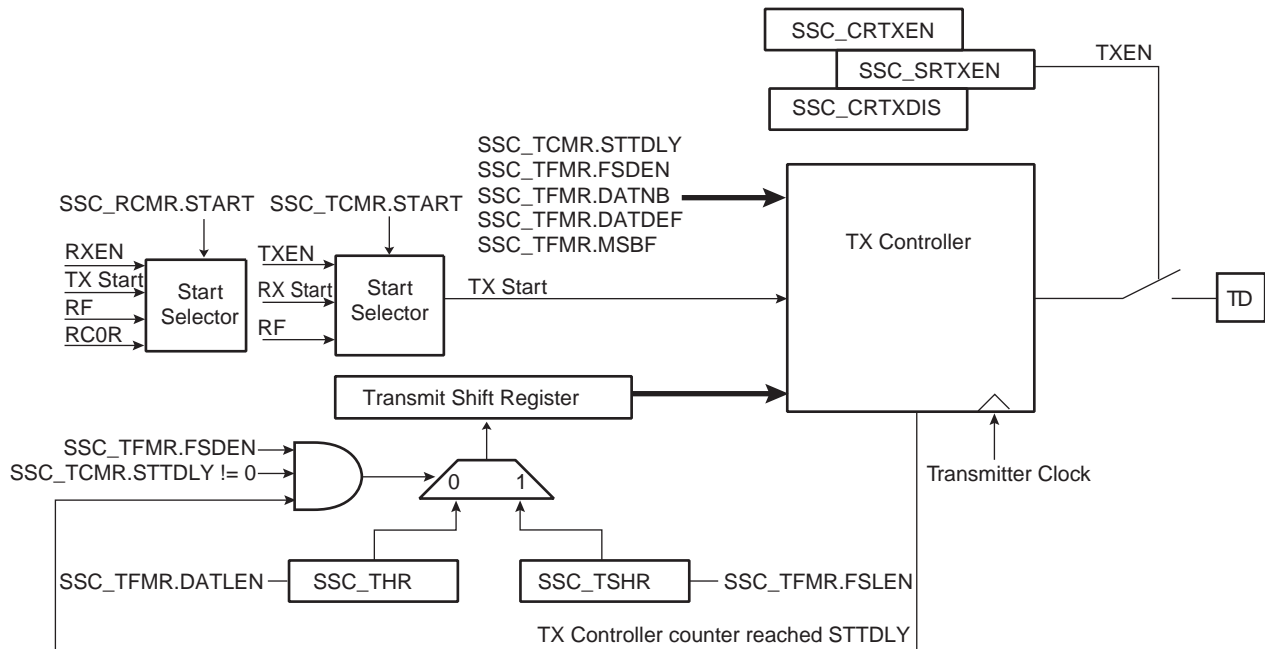 SSC_CRTXEN
SSC_SRTXEN
SSC_CRTXDIS
TXEN
SSC_TCMR.STTDLY
SSC_TFMR.FSDEN
SSC_TFMR.DATNB
SSC_TFMR.DATDEF
SSC_TFMR.MSBF
SSC_RCMR.START
SSC_TCMR.START
RXEN
TX Start
RF
RC0R
Start
Selector
TXEN
RX Start
RF
Start
Selector
TX Start
TX Controller
TD
Transmit Shift Register
SSC_TFMR.FSDEN
SSC_TCMR.STTDLY != 0
0 1
Transmitter Clock
SSC_TFMR.DATLEN
SSC_THR
SSC_TSHR
SSC_TFMR.FSLEN
TX Controller counter reached STTDLY